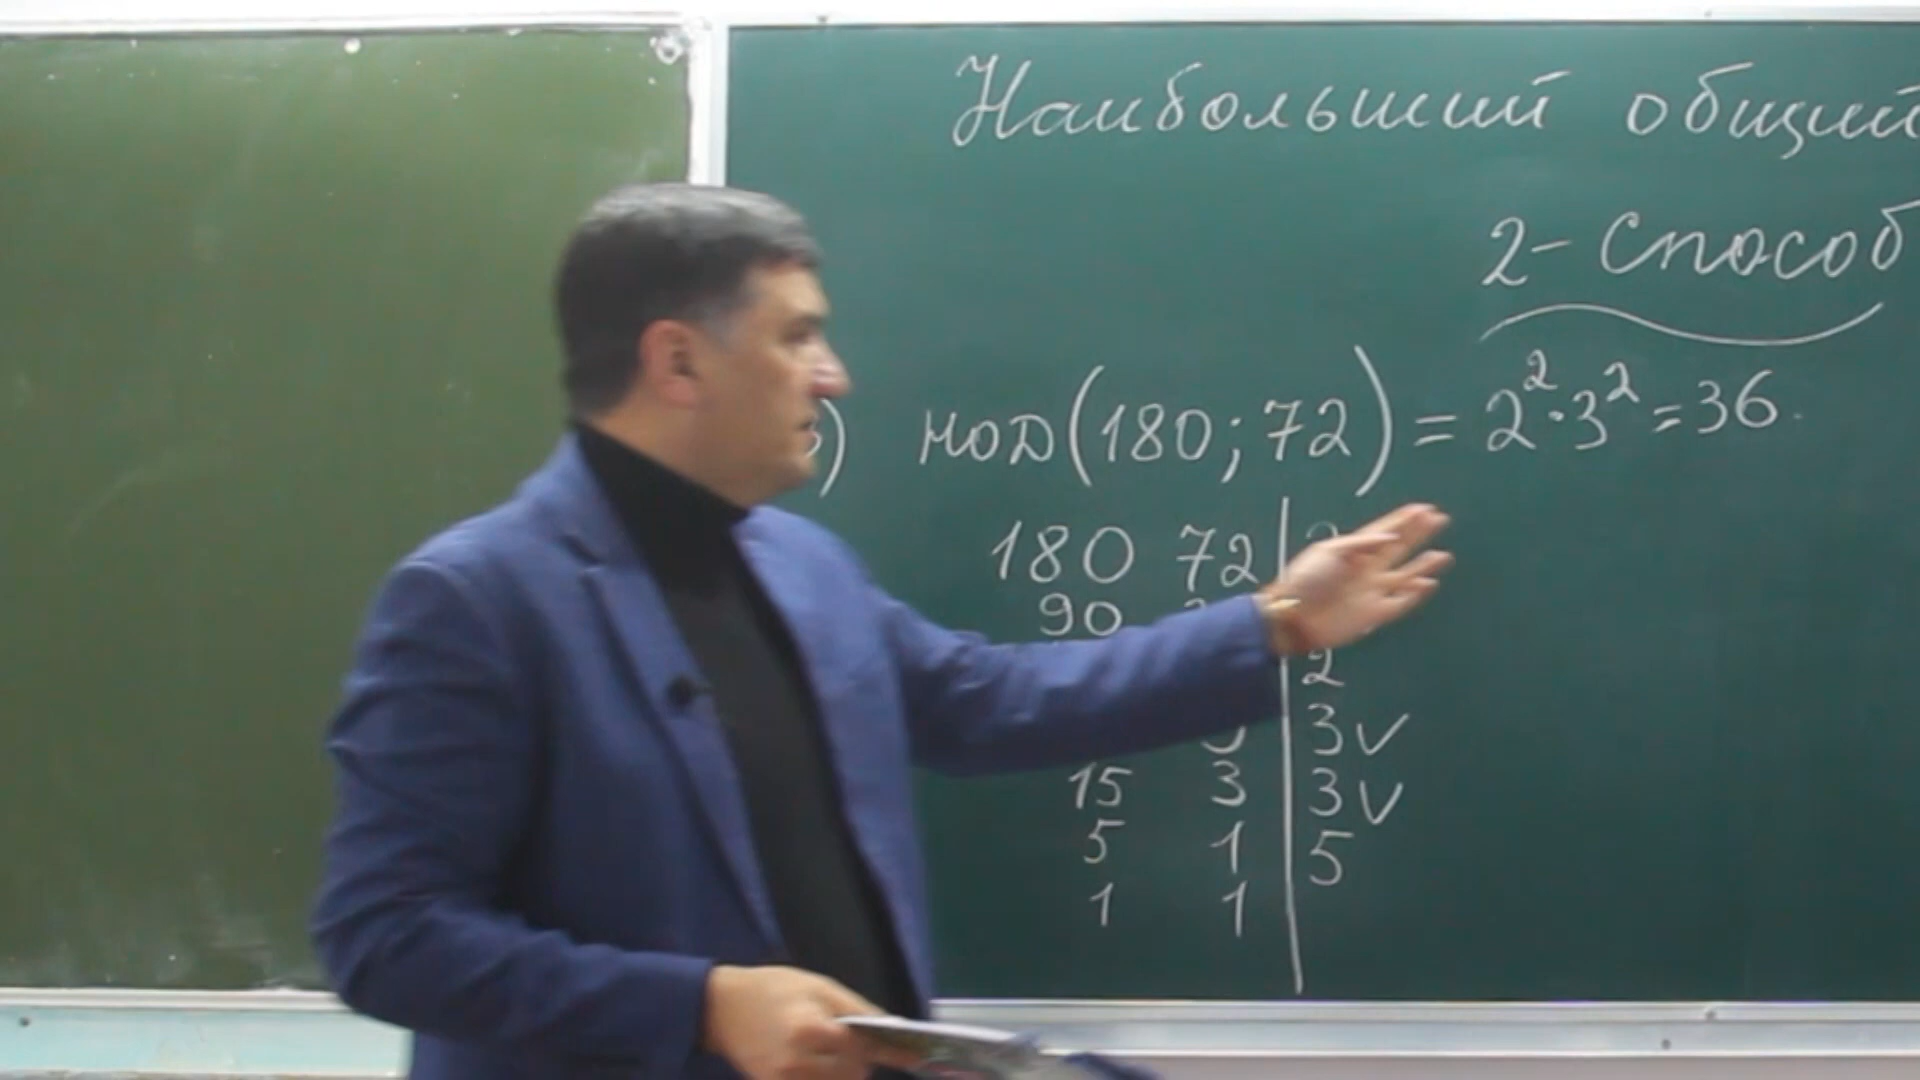 Наибольший общий
2-способ
) НОД(180;72) = 2²·3² = 36.
180 72
90
2
3 ✓
15 3 3 ✓
5 1 5
1 1